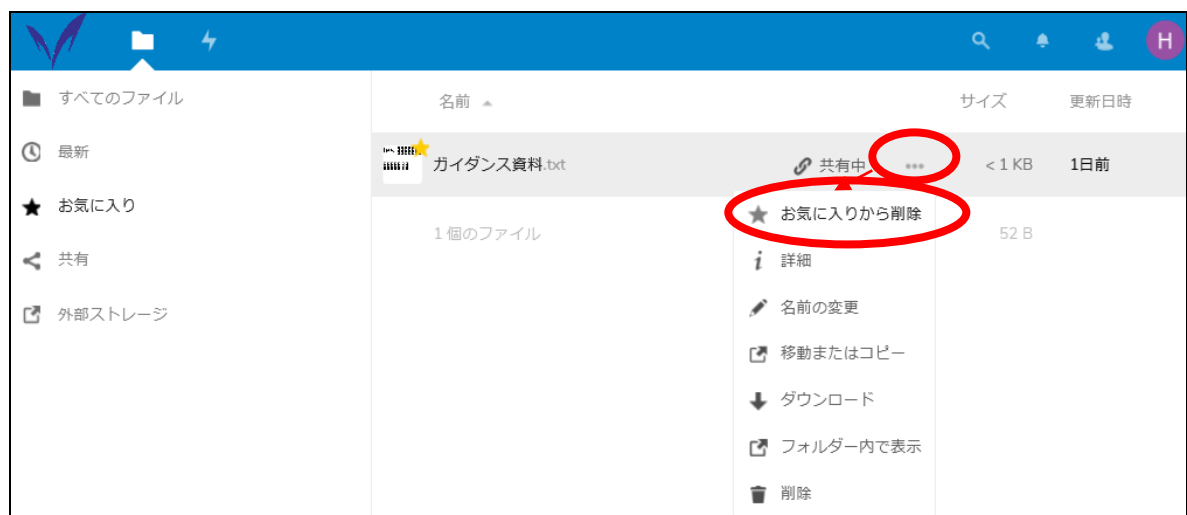 H
すべてのファイル
名前
サイズ
更新日時
最新
ガイダンス資料.txt
共有中
< 1 KB
1日前
お気に入り
お気に入りから削除
1 個のファイル
52 B
共有
詳細
外部ストレージ
名前の変更
移動またはコピー
ダウンロード
フォルダー内で表示
削除